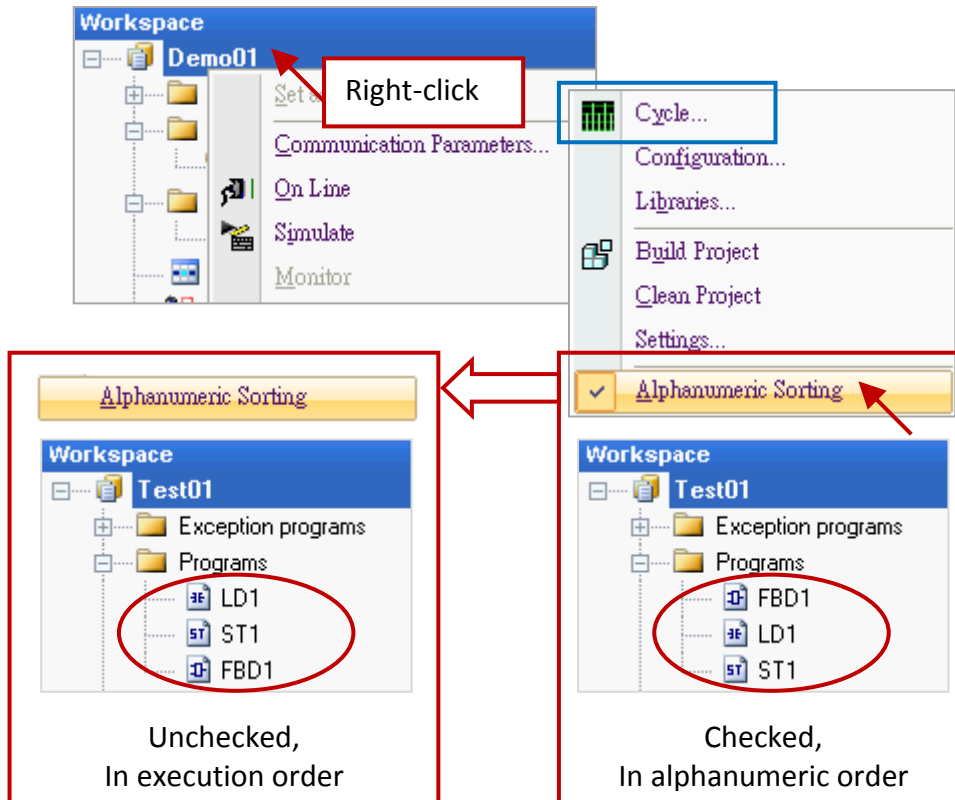 Workspace
Demo01
Right-click
Set a
Communication Parameters...
On Line
Simulate
Monitor
Cycle...
Configuration...
Libraries...
Build Project
Clean Project
Settings...
Alphanumeric Sorting
Alphanumeric Sorting
Workspace
Test01
Exception programs
Programs
LD1
ST ST1
FBD1
Unchecked,
In execution order
Workspace
Test01
Exception programs
Programs
FBD1
LD1
ST ST1
Checked,
In alphanumeric order